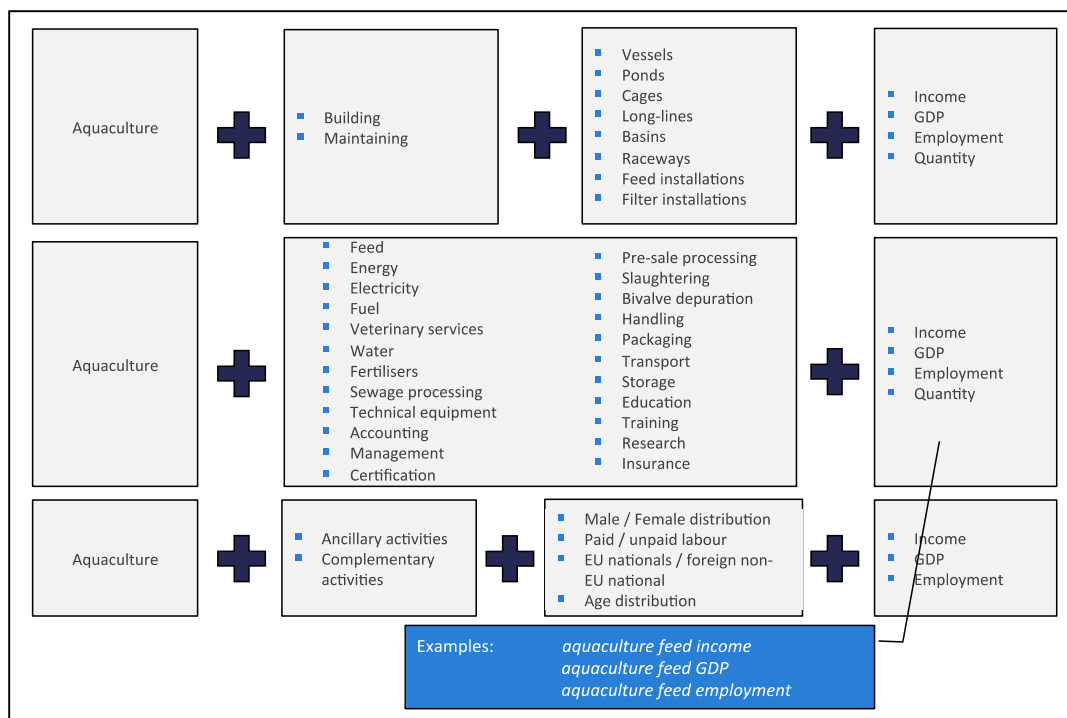 Aquaculture
Building
Maintaining
Vessels
Ponds
Cages
Long-lines
Basins
Raceways
Feed installations
Filter installations
Income
GDP
Employment
Quantity
Aquaculture
Feed
Energy
Electricity
Fuel
Veterinary services
Water
Fertilisers
Sewage processing
Technical equipment
Accounting
Management
Certification
Pre-sale processing
Slaughtering
Bivalve depuration
Handling
Packaging
Transport
Storage
Education
Training
Research
Insurance
Income
GDP
Employment
Quantity
Aquaculture
Ancillary activities
Complementary
activities
Male / Female distribution
Paid / unpaid labour
EU nationals / foreign non-
EU national
Age distribution
Income
GDP
Employment
Examples: aquaculture feed income
aquaculture feed GDP
aquaculture feed employment